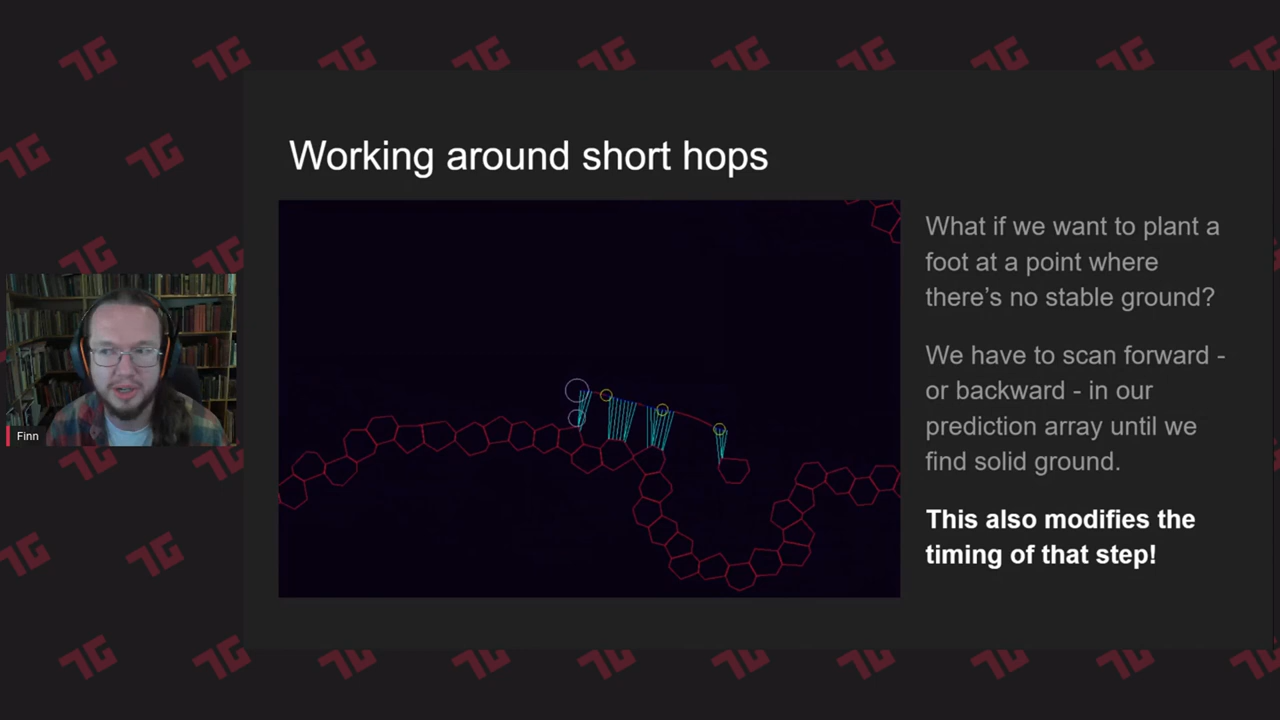 Working around short hops
What if we want to plant a
foot at a point where
there’s no stable ground?
We have to scan forward -
or backward - in our
prediction array until we
find solid ground.
This also modifies the
timing of that step!
Finn